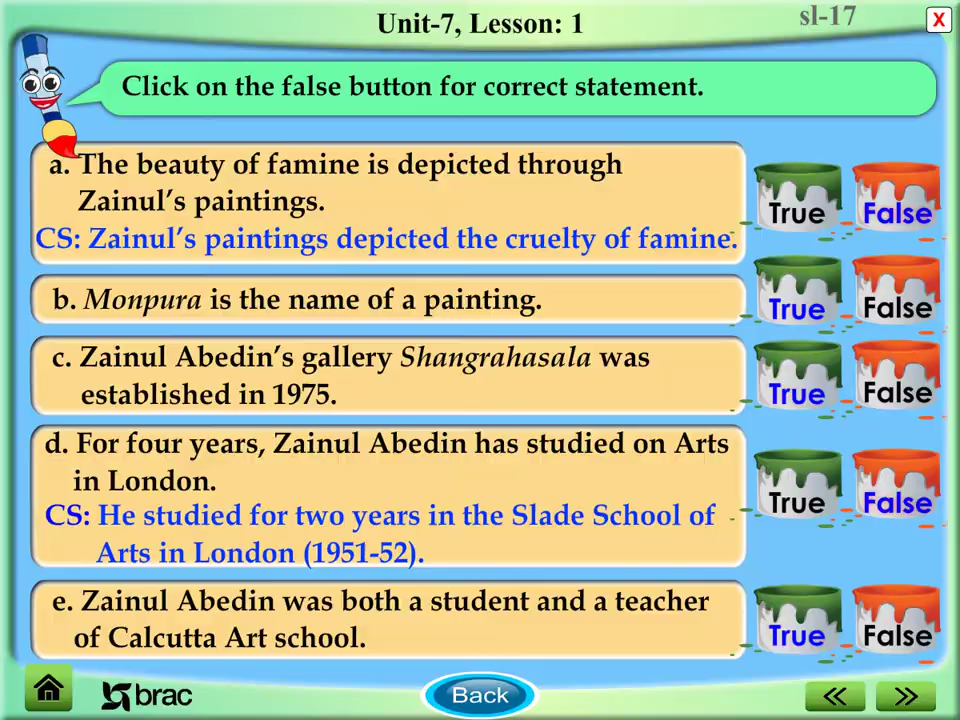 Unit-7, Lesson: 1
sl-17
X
Click on the false button for correct statement.
a. The beauty of famine is depicted through
Zainul’s paintings.
CS: Zainul’s paintings depicted the cruelty of famine.
True
False
b. Monpura is the name of a painting.
True
False
c. Zainul Abedin’s gallery Shangrahasala was
established in 1975.
True
False
d. For four years, Zainul Abedin has studied on Arts
in London.
CS: He studied for two years in the Slade School of
Arts in London (1951-52).
True
False
e. Zainul Abedin was both a student and a teacher
of Calcutta Art school.
True
False
brac
Back